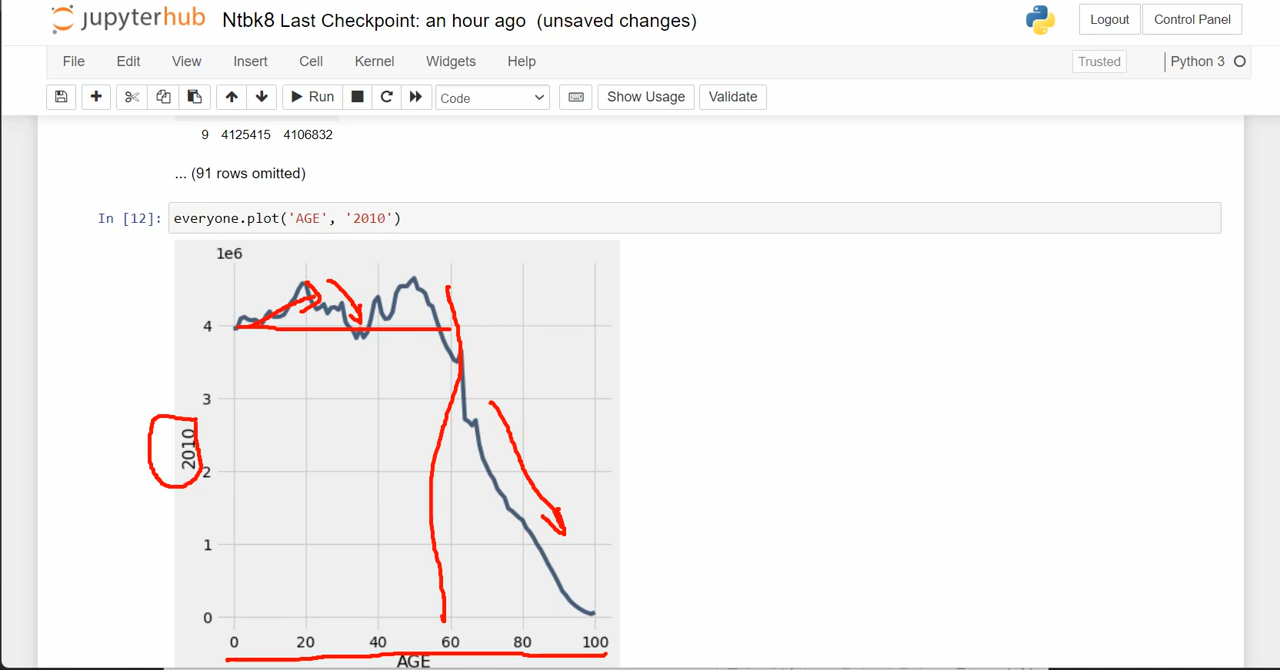 jupyterhub Ntbk8 Last Checkpoint: an hour ago (unsaved changes) Logout Control Panel
File Edit View Insert Cell Kernel Widgets Help Trusted Python 3
Run Code Show Usage Validate
9 4125415 4106832
... (91 rows omitted)
In [12]: everyone.plot('AGE', '2010')
1e6
4
3
2010
2
1
0
0 20 40 60 80 100
AGE